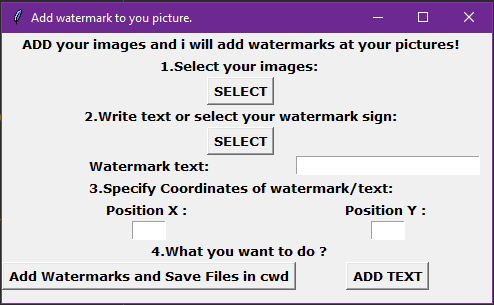 Add watermark to you picture.
ADD your images and i will add watermarks at your pictures!
1.Select your images:
SELECT
2.Write text or select your watermark sign:
SELECT
Watermark text:
3.Specify Coordinates of watermark/text:
Position X : Position Y :
4.What you want to do ?
Add Watermarks and Save Files in cwd ADD TEXT